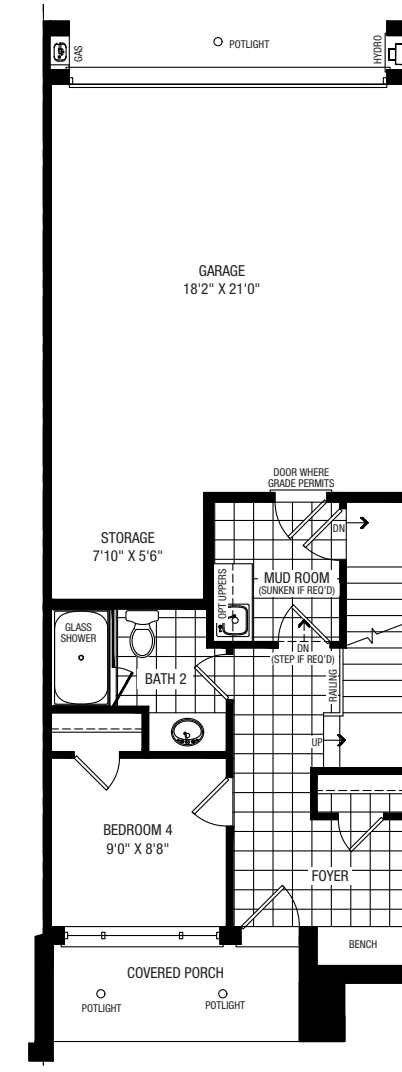 GAS
POTLIGHT
HYDRO
GARAGE
18'2" X 21'0"
DOOR WHERE
GRADE PERMITS
DN
STORAGE
7'10" X 5'6"
OPT UPPERS
MUD ROOM
(SUNKEN IF REQ'D)
GLASS
SHOWER
DN
(STEP IF REQ'D)
BATH 2
RAILING
UP
BEDROOM 4
9'0" X 8'8"
FOYER
BENCH
COVERED PORCH
POTLIGHT
POTLIGHT